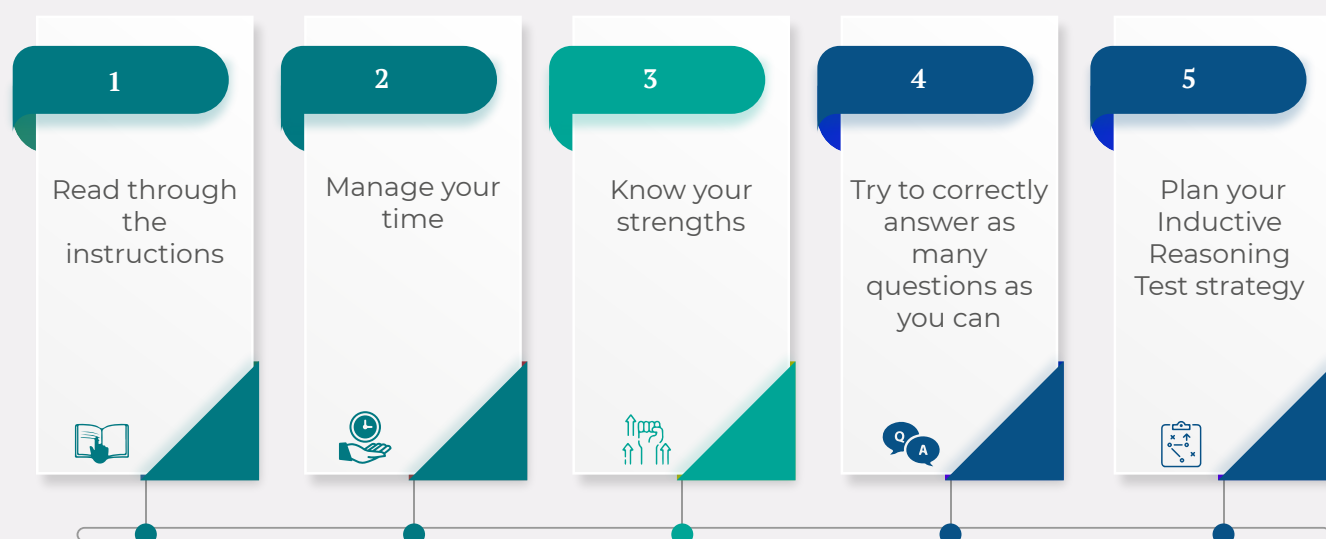 1
Read through
the
instructions
2
Manage your
time
3
Know your
strengths
4
Try to correctly
answer as
many
questions as
you can
Q
A
5
Plan your
Inductive
Reasoning
Test strategy